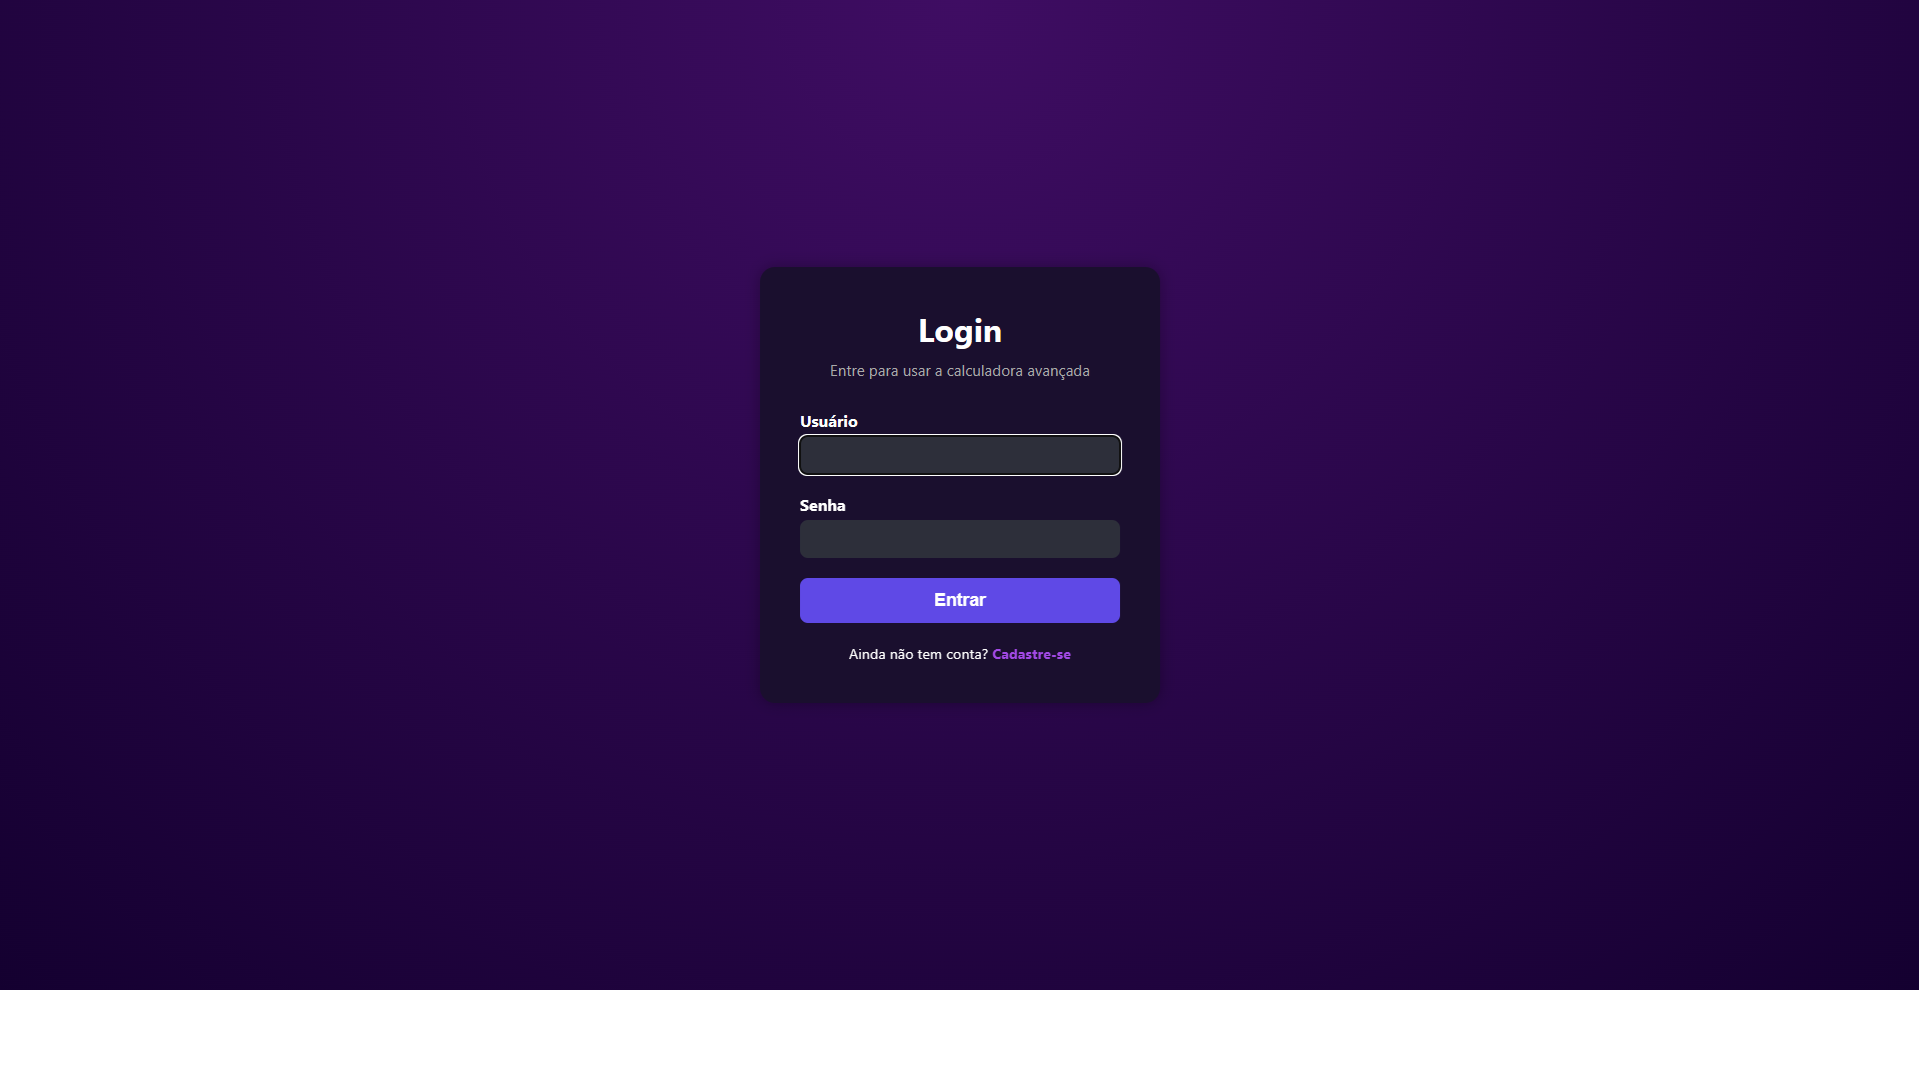 Login
Entre para usar a calculadora avançada
Usuário
Senha
Entrar
Ainda não tem conta? Cadastre-se